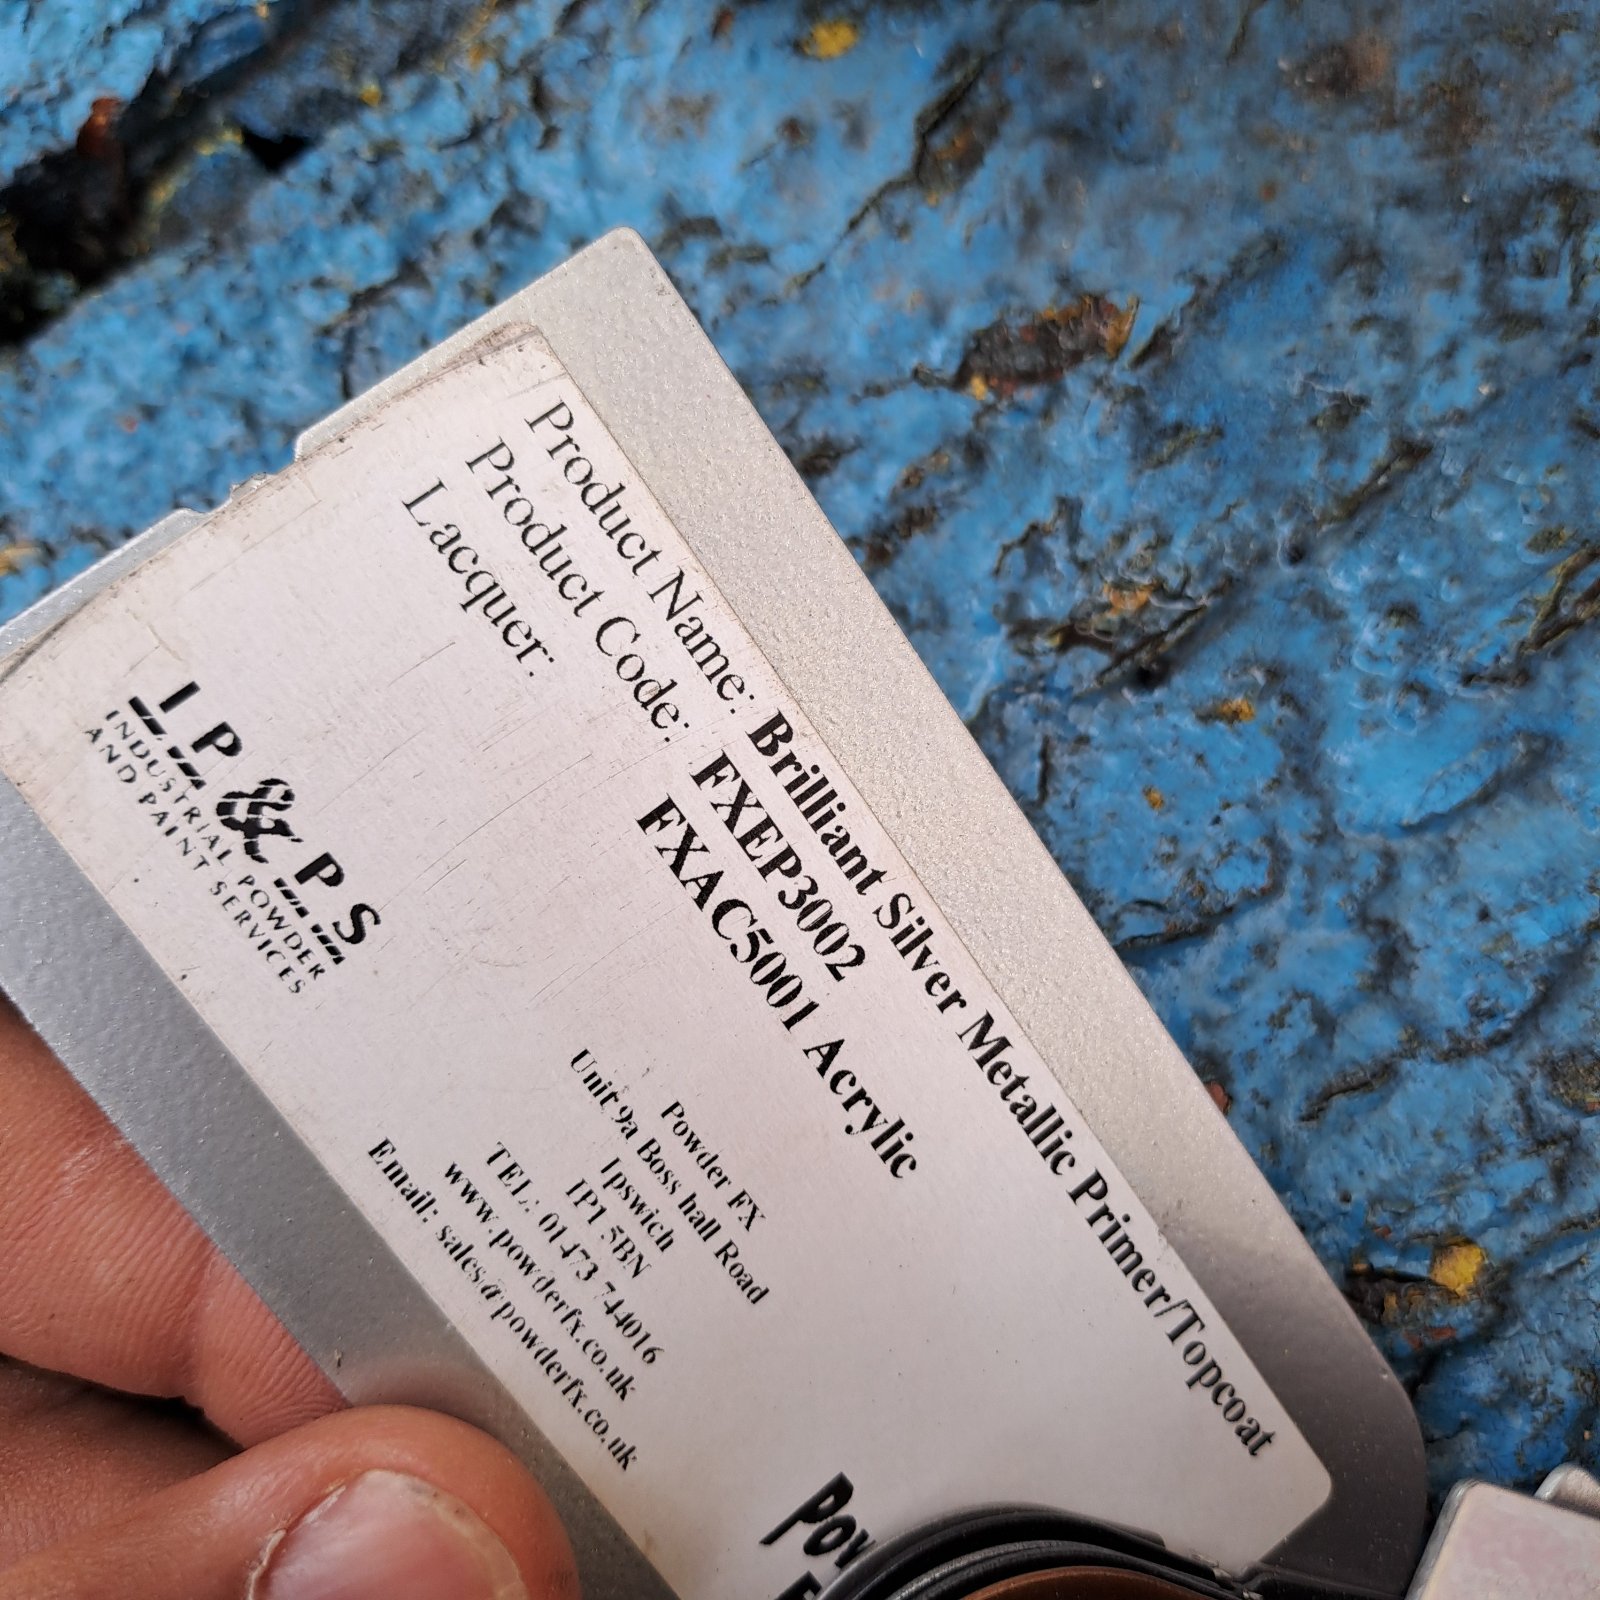 Product Name: Brilliant Silver Metallic Primer/Topcoat
Product Code: FXEP3002
Lacquer: FXAC5001 Acrylic
I P & P S
INDUSTRIAL POWDER
AND PAINT SERVICES
Powder FX
Unit 9a Boss hall Road
Ipswich
IP1 5BN
TEL: 01473 744016
www.powderfx.co.uk
Email: sales@powderfx.co.uk